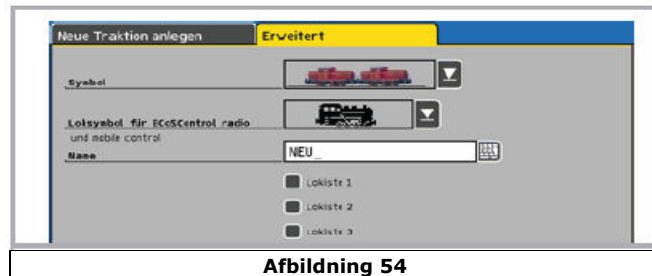 Neue Traktion anlegen Erweitert
Symbol
Loksymbol für ECoSControl radio
und mobile control
Name NEU_
Lokliste 1
Lokliste 2
Lokliste 3
Afbildning 54